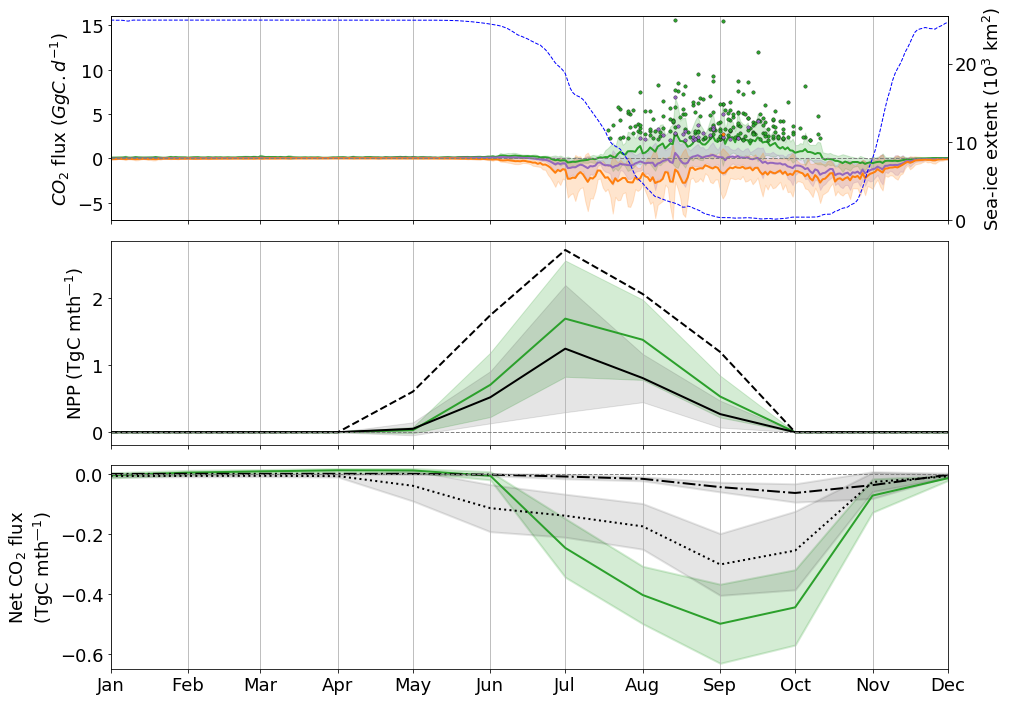 CO₂ flux (GgC.d⁻¹)
15
10
5
0
−5
20
10
0
Sea-ice extent (10³ km²)
NPP (TgC mth⁻¹)
2
1
0
Net CO₂ flux
(TgC mth⁻¹)
0.0
−0.2
−0.4
−0.6
Jan Feb Mar Apr May Jun Jul Aug Sep Oct Nov Dec